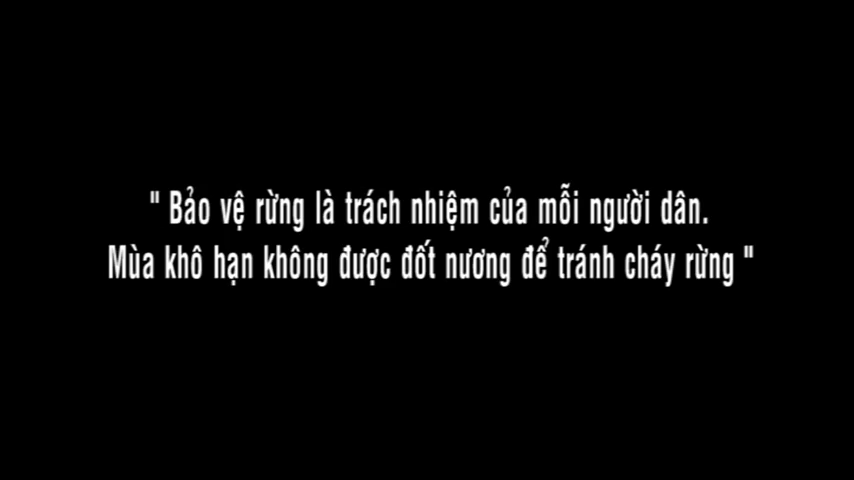 " Bảo vệ rừng là trách nhiệm của mỗi người dân.
Mùa khô hạn không được đốt nương để tránh cháy rừng "